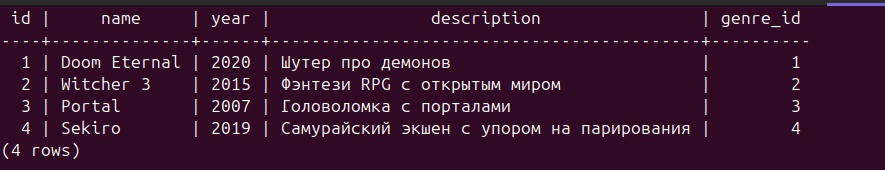 id |     name     | year |                description                | genre_id
----+--------------+------+-------------------------------------------+----------
  1 | Doom Eternal | 2020 | Шутер про демонов                         |        1
  2 | Witcher 3    | 2015 | Фэнтези RPG с открытым миром              |        2
  3 | Portal       | 2007 | Головоломка с порталами                   |        3
  4 | Sekiro       | 2019 | Самурайский экшен с упором на парирования |        4
(4 rows)